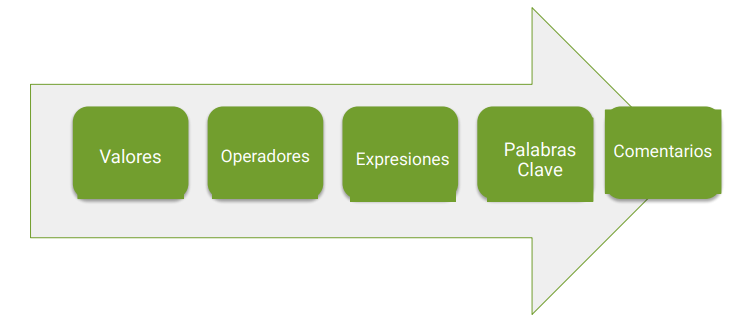 Valores
Operadores
Expresiones
Palabras
Clave
Comentarios